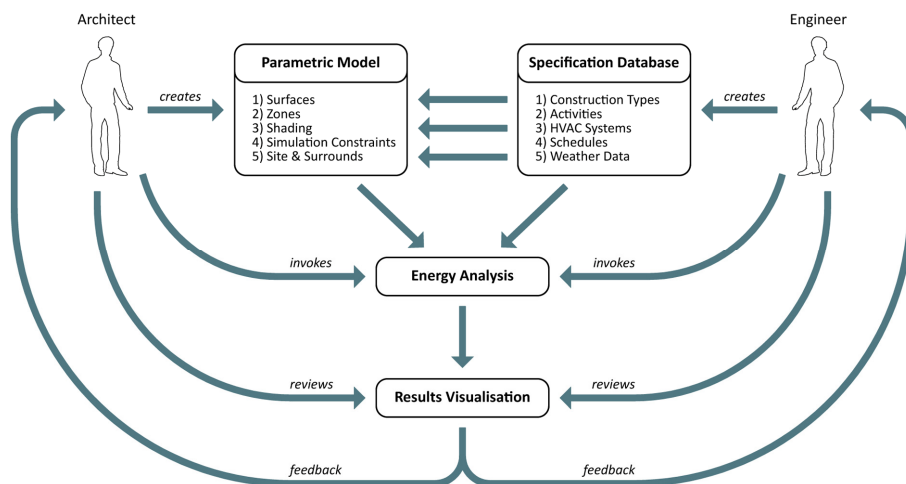 Architect
Engineer
Parametric Model
1) Surfaces
2) Zones
3) Shading
4) Simulation Constraints
5) Site & Surrounds
Specification Database
1) Construction Types
2) Activities
3) HVAC Systems
4) Schedules
5) Weather Data
creates
creates
invokes
Energy Analysis
invokes
reviews
Results Visualisation
reviews
feedback
feedback